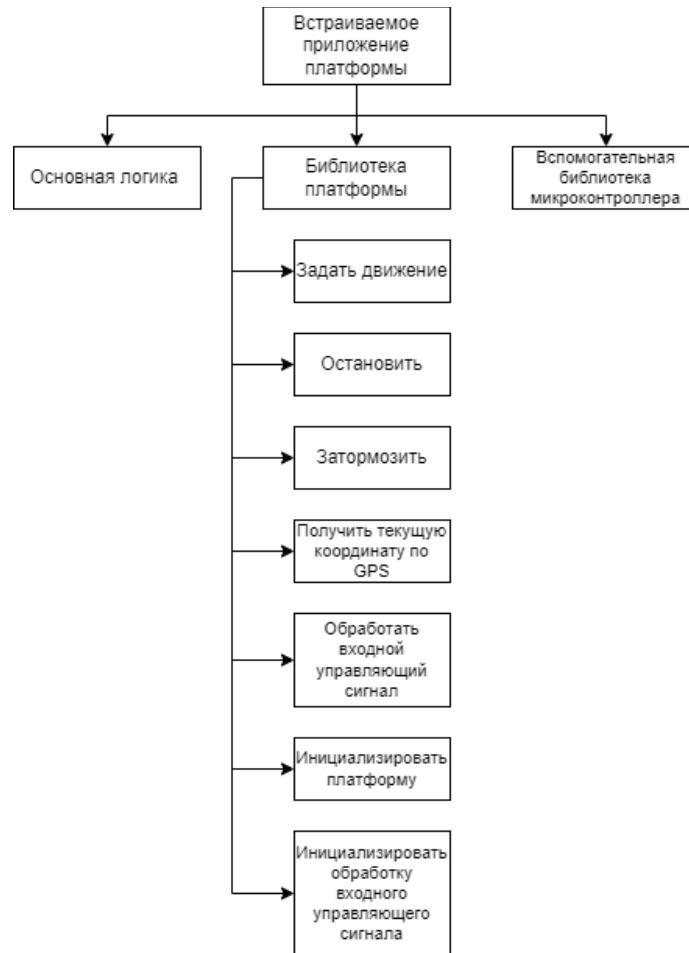 Встраиваемое
приложение
платформы
Основная логика
Библиотека
платформы
Вспомогательная
библиотека
микроконтроллера
Задать движение
Остановить
Затормозить
Получить текущую
координату по
GPS
Обработать
входной
управляющий
сигнал
Инициализировать
платформу
Инициализировать
обработку
входного
управляющего
сигнала